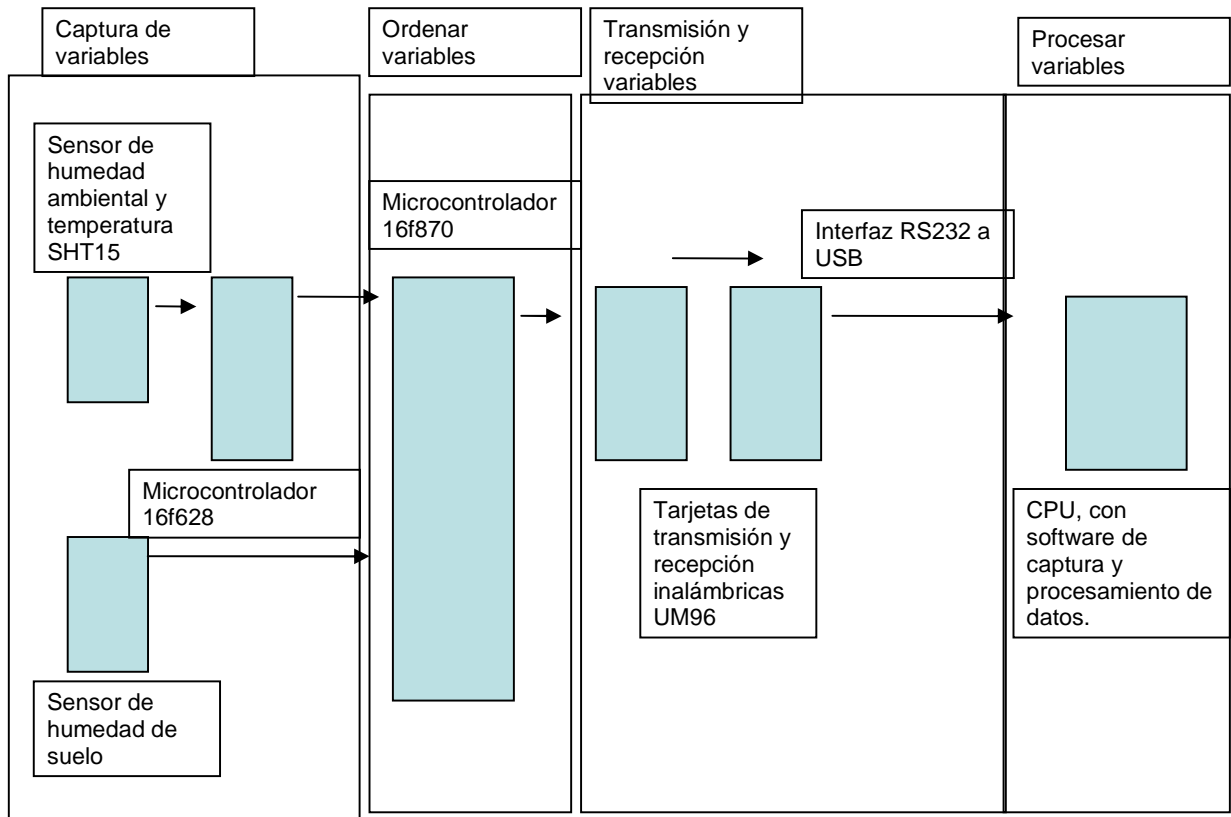 Captura de
variables
Ordenar
variables
Transmisión y
recepción
variables
Procesar
variables
Sensor de
humedad
ambiental y
temperatura
SHT15
Microcontrolador
16f870
Interfaz RS232 a
USB
Microcontrolador
16f628
Tarjetas de
transmisión y
recepción
inalámbricas
UM96
CPU, con
software de
captura y
procesamiento de
datos.
Sensor de
humedad de
suelo